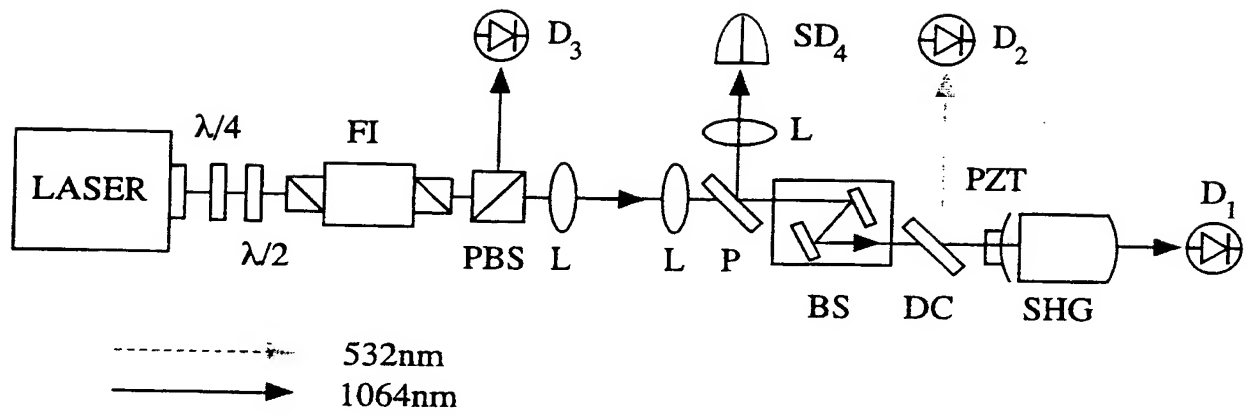 D3
SD4
D2
λ/4
FI
L
PZT
LASER
D1
λ/2
PBS
L
L
P
BS
DC
SHG
532nm
1064nm